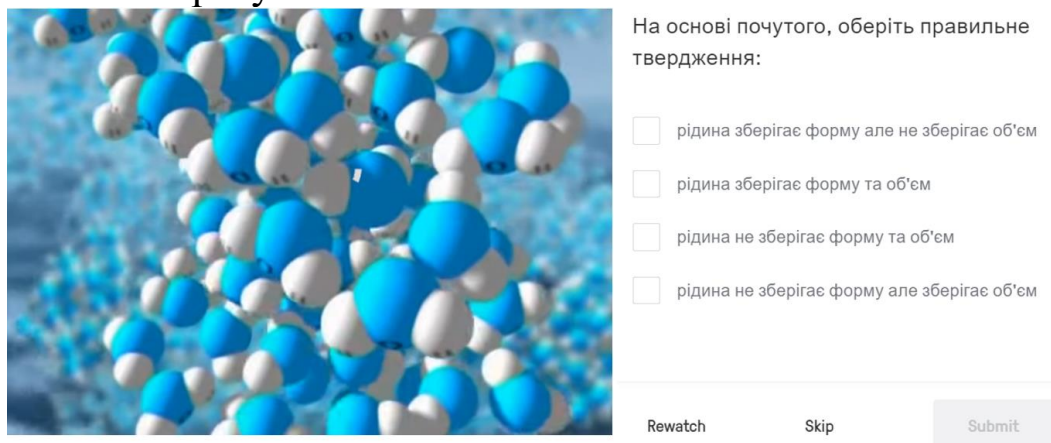 На основі почутого, оберіть правильне
твердження:
рідина зберігає форму але не зберігає об'єм
рідина зберігає форму та об'єм
рідина не зберігає форму та об'єм
рідина не зберігає форму але зберігає об'єм
Rewatch Skip Submit